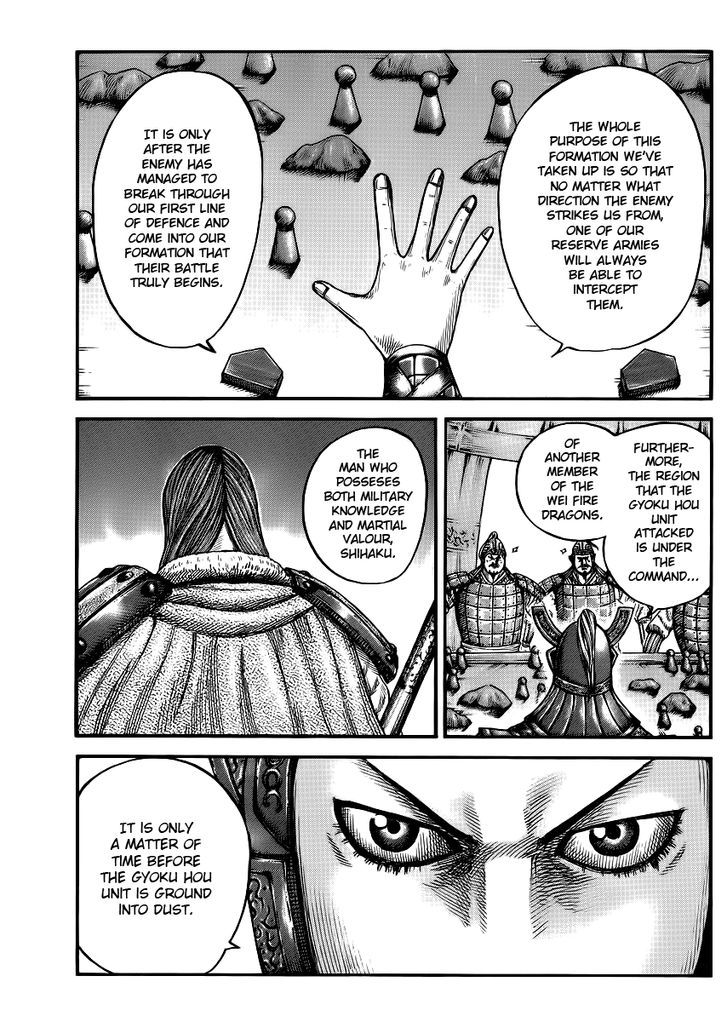 THE WHOLE
PURPOSE OF THIS
FORMATION WE'VE
TAKEN UP IS SO THAT
NO MATTER WHAT
DIRECTION THE ENEMY
STRIKES US FROM,
ONE OF OUR
RESERVE ARMIES
WILL ALWAYS
BE ABLE TO
INTERCEPT
THEM.
IT IS ONLY
AFTER THE
ENEMY HAS
MANAGED TO
BREAK THROUGH
OUR FIRST LINE
OF DEFENCE AND
COME INTO OUR
FORMATION THAT
THEIR BATTLE
TRULY BEGINS.
FURTHER-
MORE,
THE REGION
THAT THE
GYOKU HOU
UNIT
ATTACKED
IS UNDER
THE
COMMAND...
OF
ANOTHER
MEMBER
OF THE
WEI FIRE
DRAGONS.
THE
MAN WHO
POSSESES
BOTH MILITARY
KNOWLEDGE
AND MARTIAL
VALOUR,
SHIHAKU.
IT IS ONLY
A MATTER OF
TIME BEFORE
THE GYOKU HOU
UNIT IS GROUND
INTO DUST.